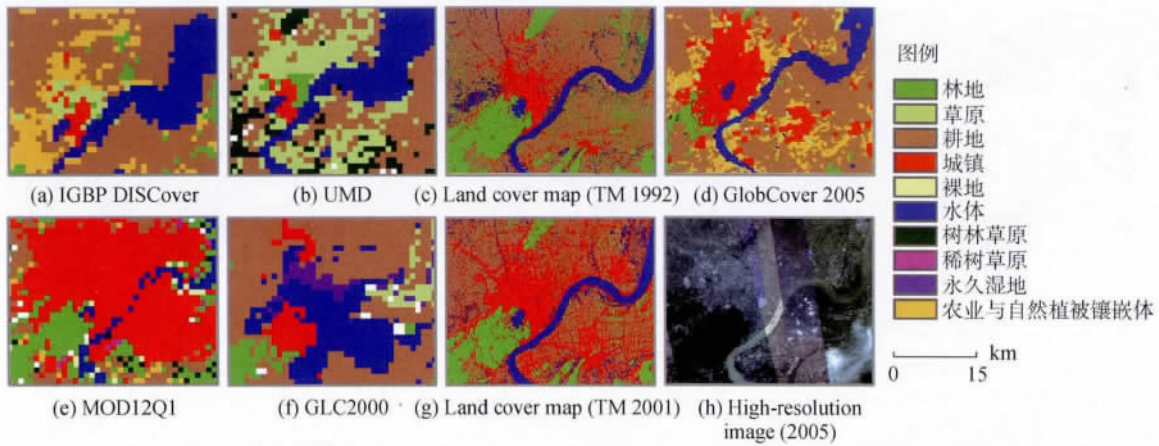 (a) IGBP DISCover
(b) UMD
(c) Land cover map (TM 1992)
(d) GlobCover 2005
(e) MOD12Q1
(f) GLC2000
(g) Land cover map (TM 2001)
(h) High-resolution
image (2005)
图例
林地
草原
耕地
城镇
裸地
水体
树林草原
稀树草原
永久湿地
农业与自然植被镶嵌体
km
0 15